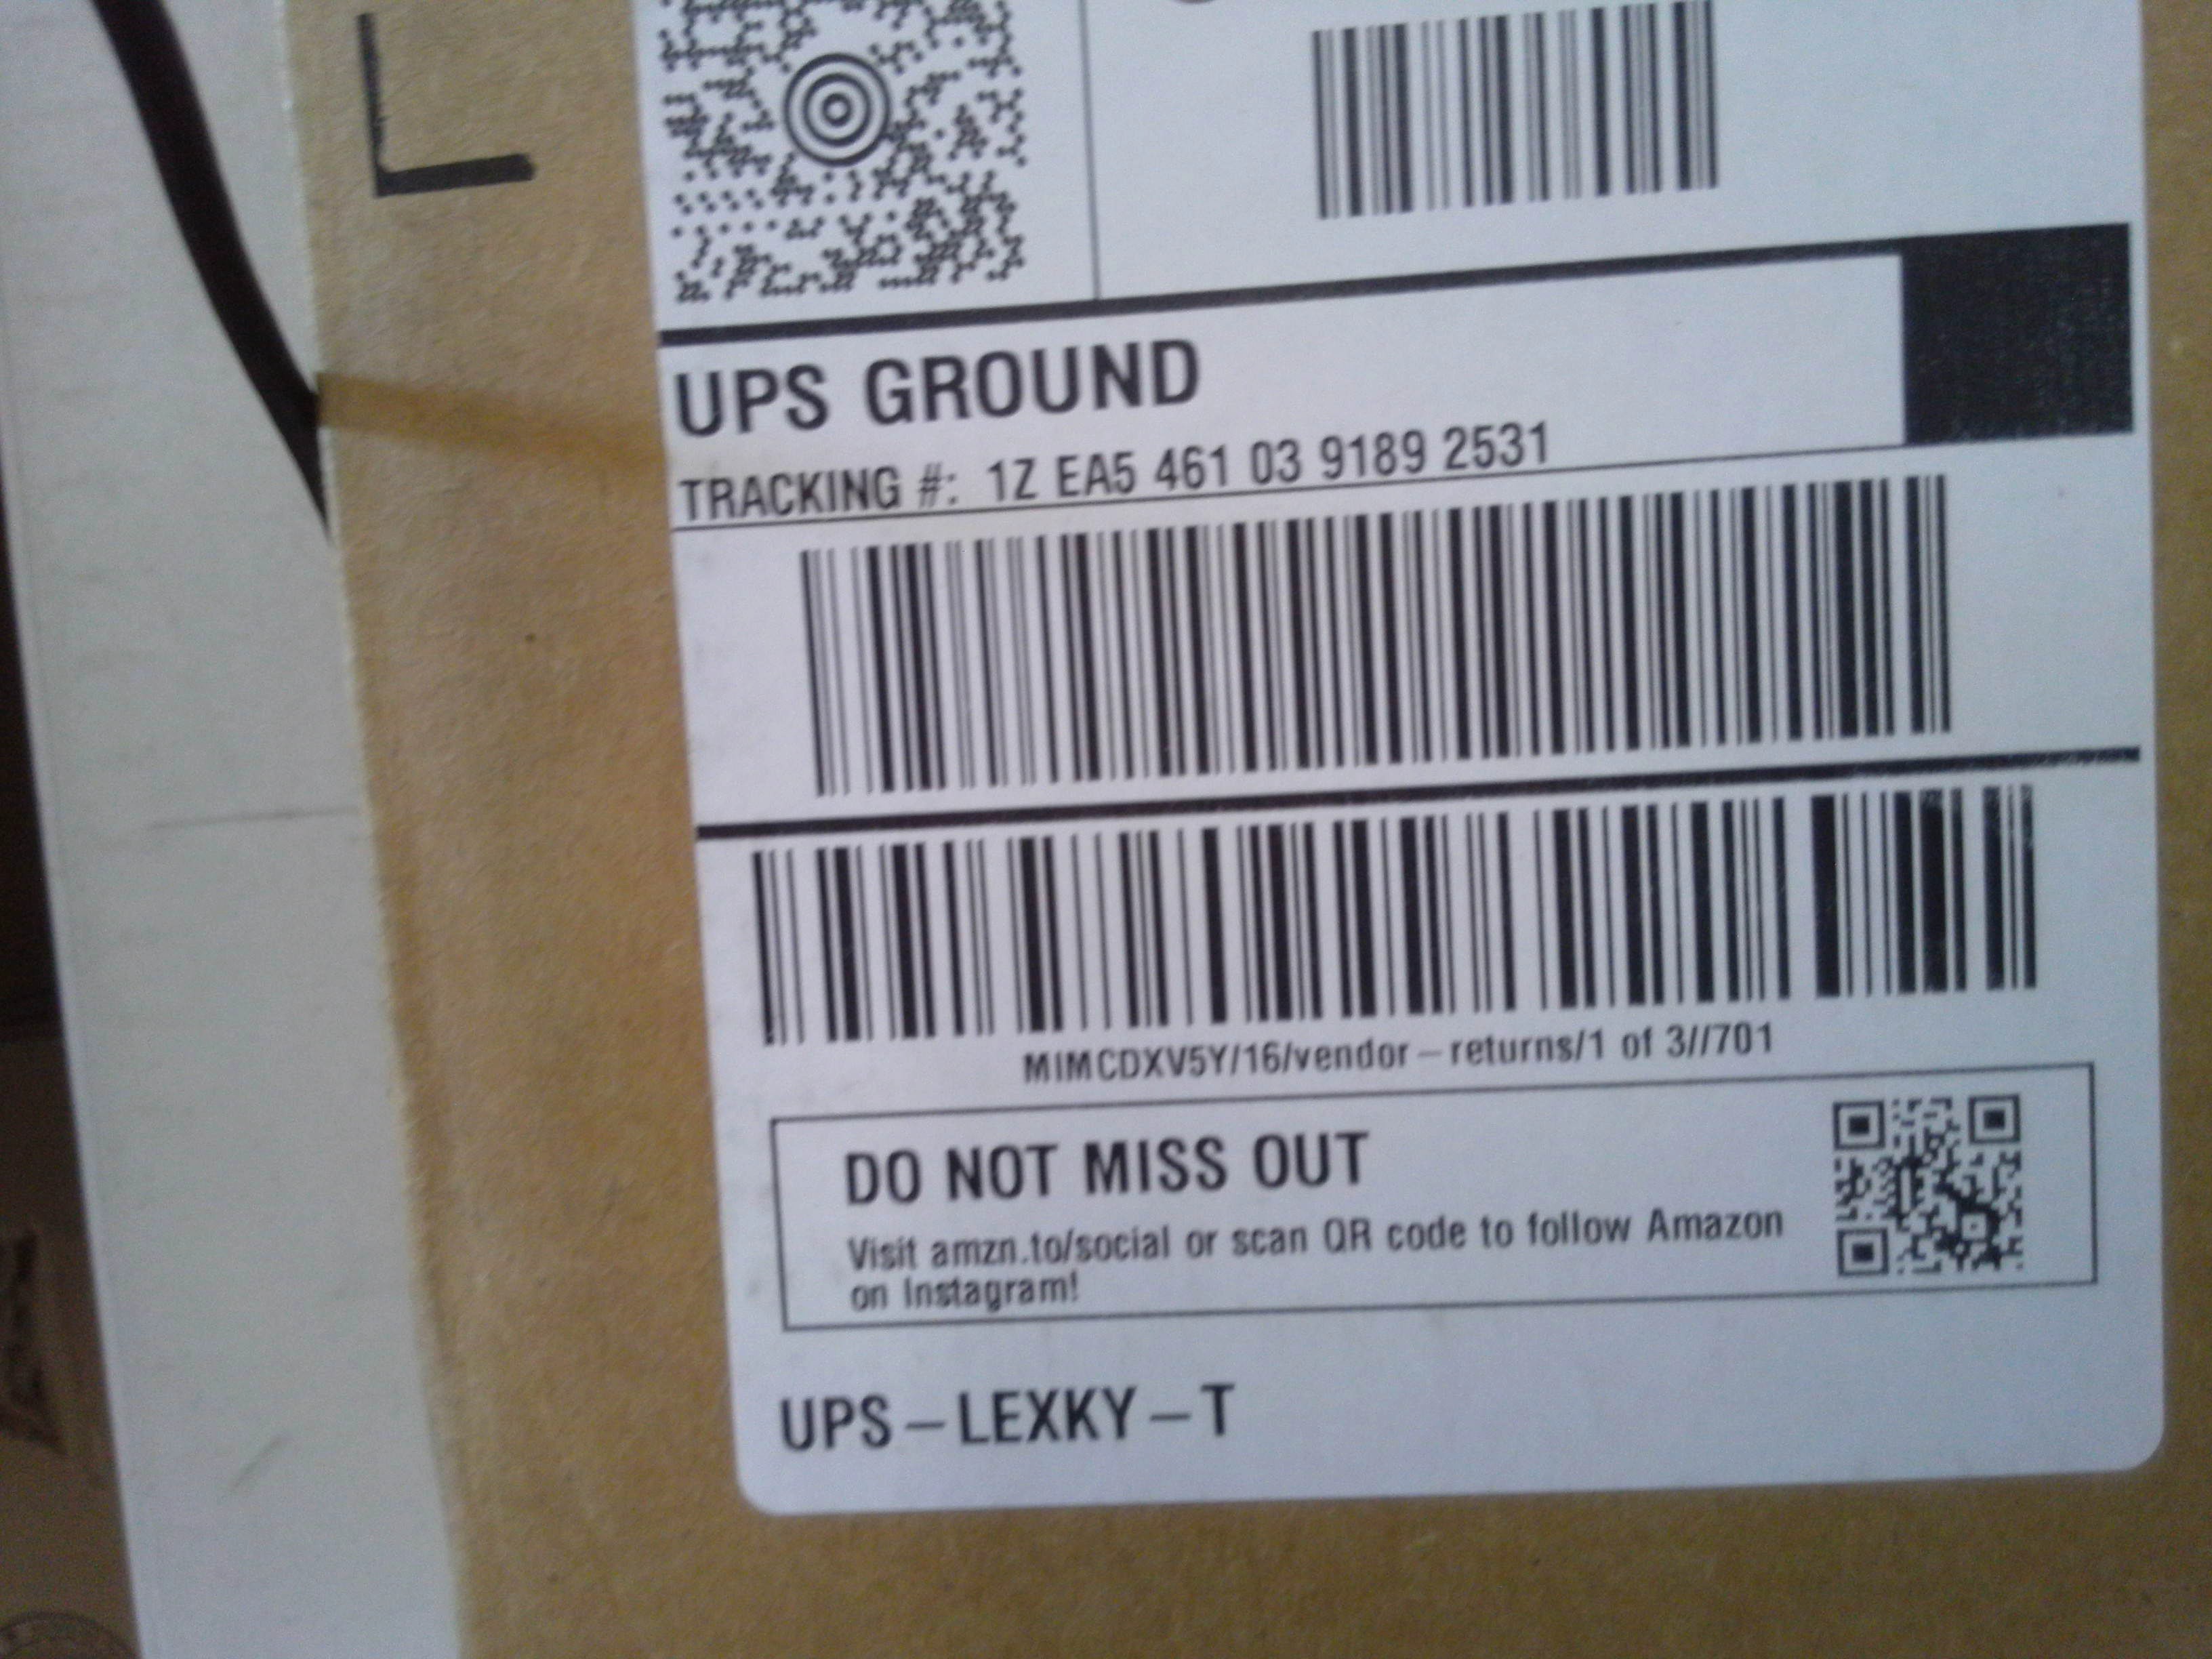 L
UPS GROUND
TRACKING #: 1Z EA5 461 03 9189 2531
MIMCDXV5Y/16/vendor-returns/1 of 3//701
DO NOT MISS OUT
Visit amzn.to/social or scan QR code to follow Amazon
on Instagram!
UPS-LEXKY-T